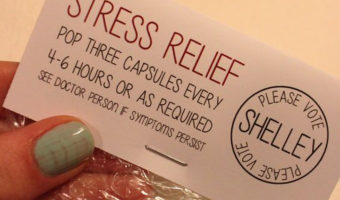 STRESS RELIEF
POP THREE CAPSULES EVERY
4-6 HOURS OR AS REQUIRED
SEE DOCTOR PERSON IF SYMPTOMS PERSIST
PLEASE VOTE
SHELLEY
PLEASE VOTE